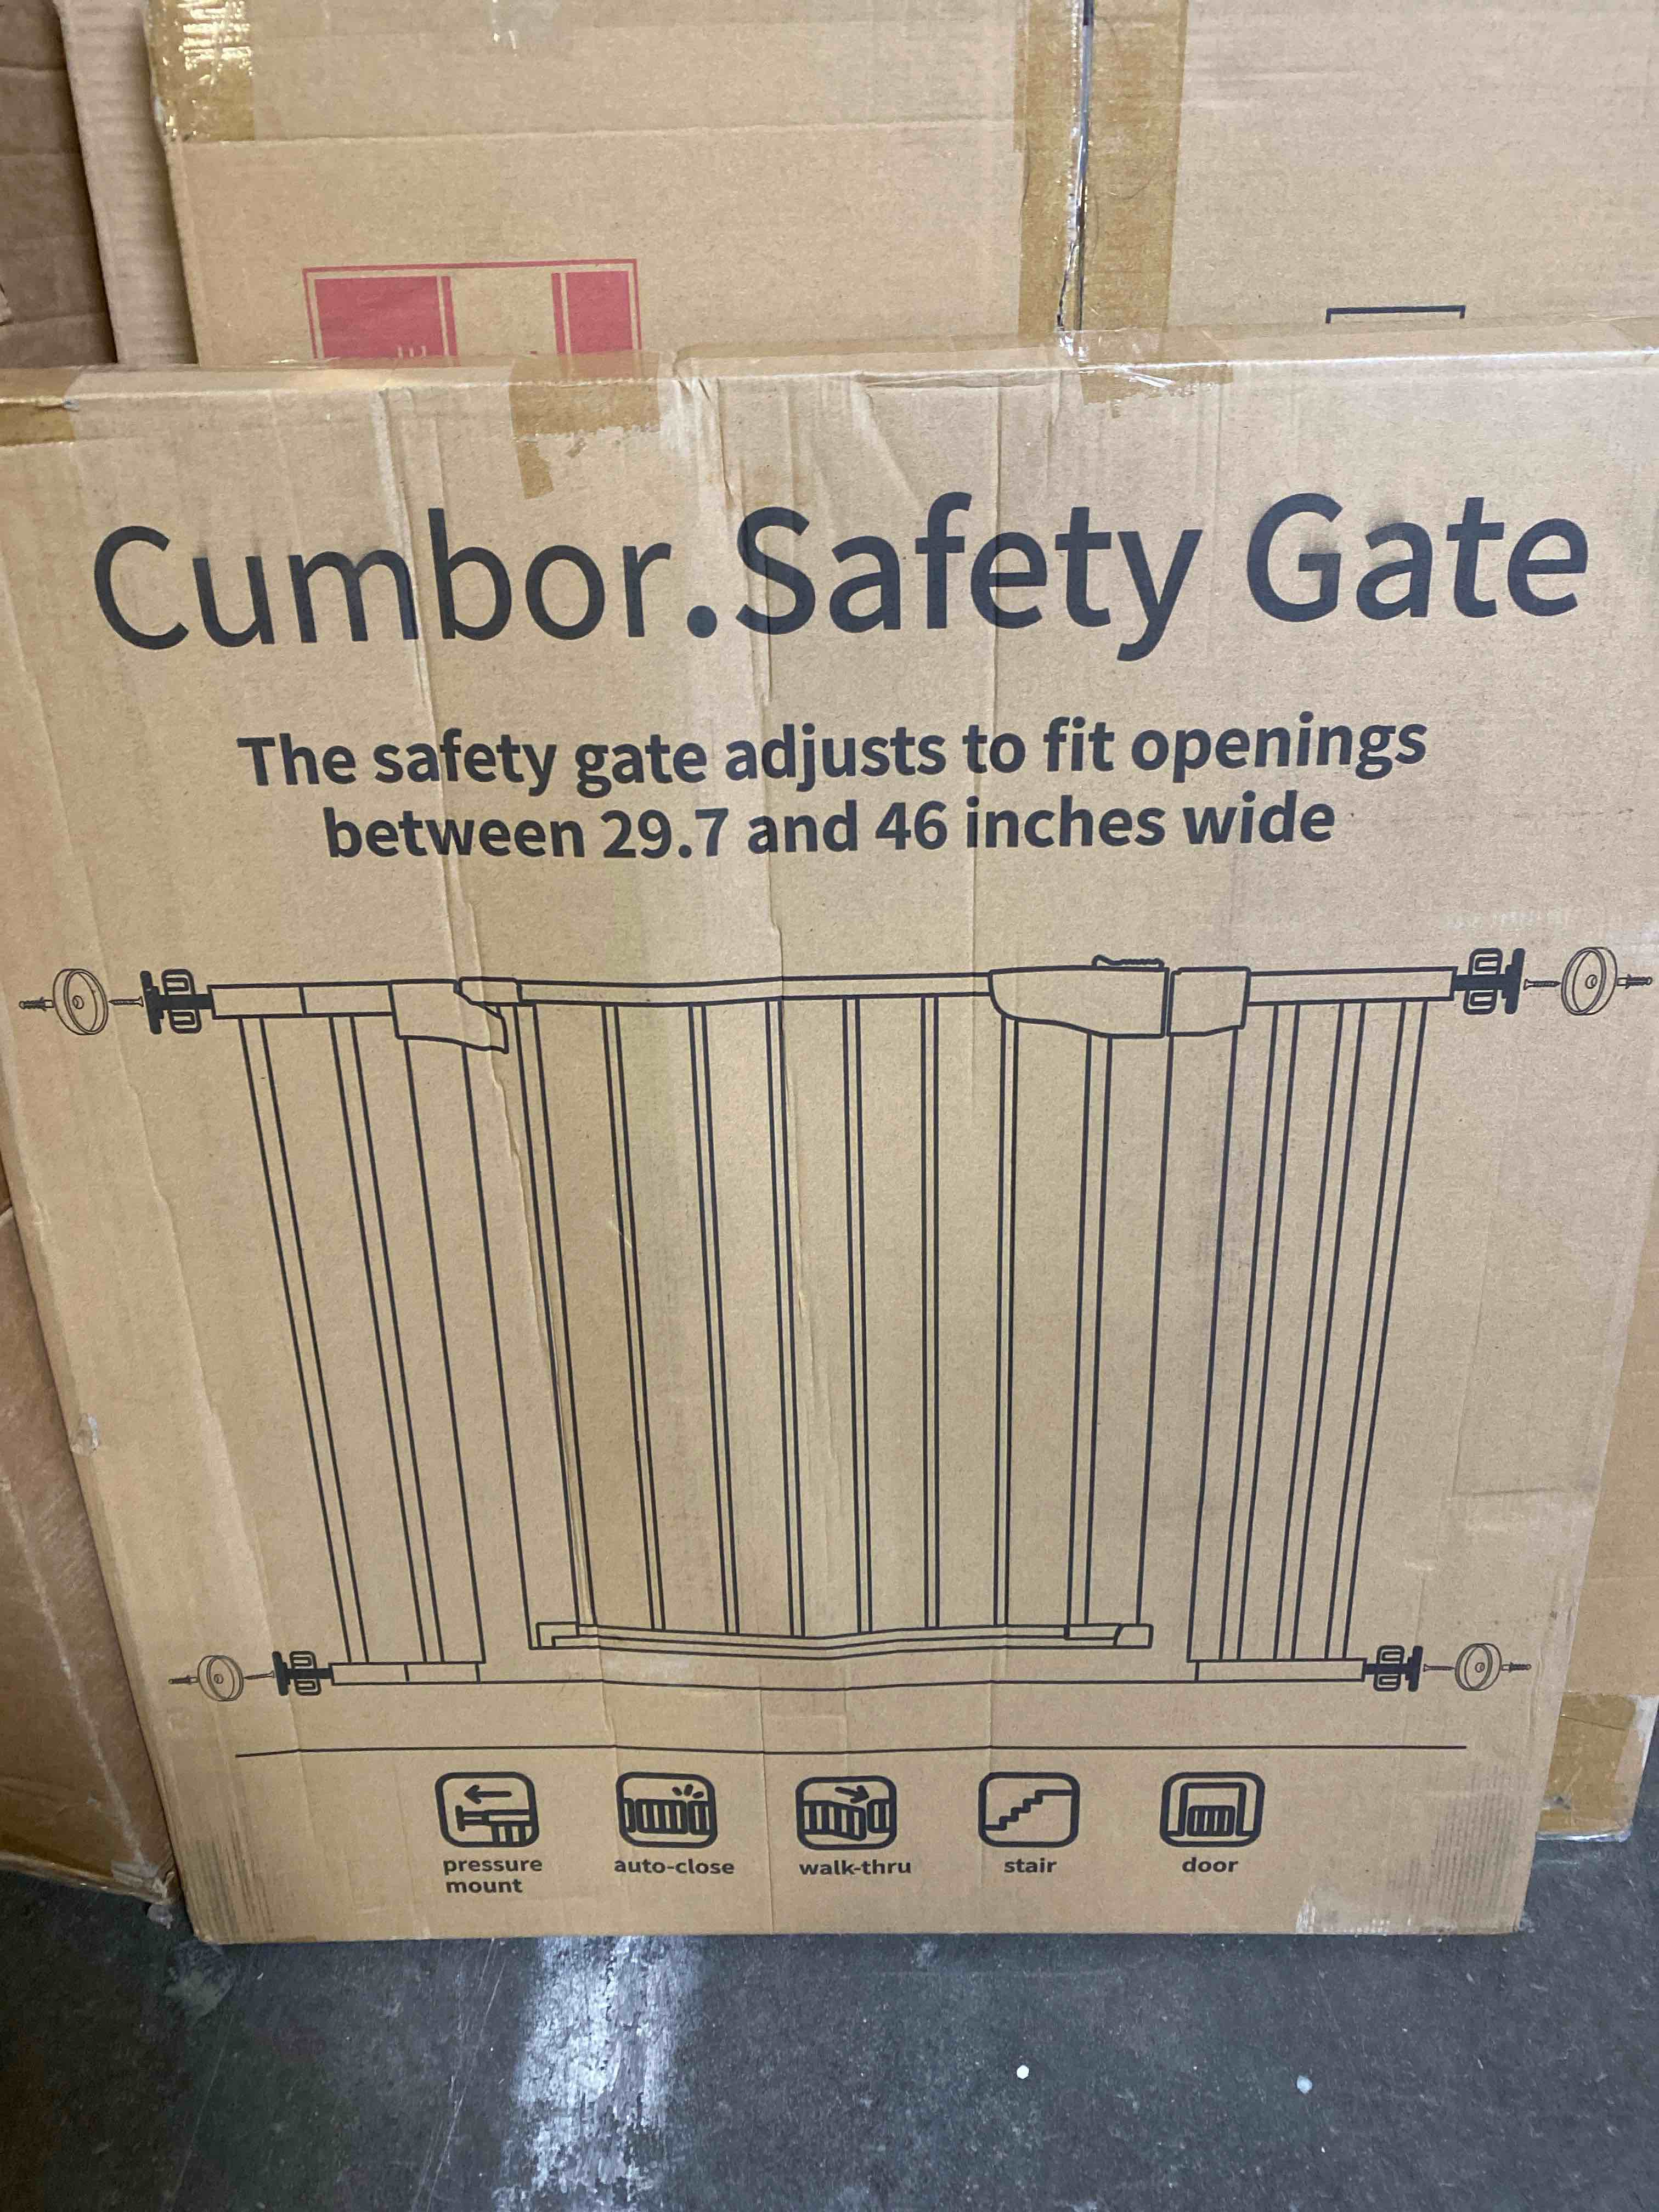 Cumbor.Safety Gate
The safety gate adjusts to fit openings
between 29.7 and 46 inches wide
pressure
mount
auto-close
walk-thru
stair
door